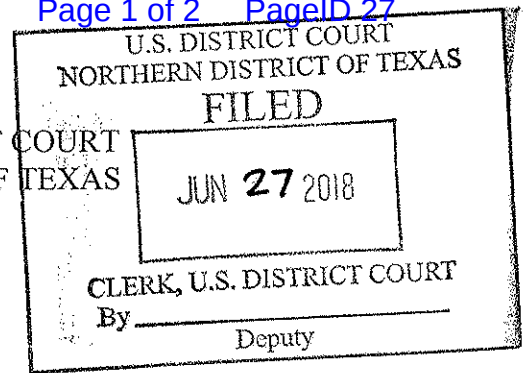 Page 1 of 2 PageID 27
U.S. DISTRICT COURT
NORTHERN DISTRICT OF TEXAS
FILED
COURT
TEXAS
JUN 27 2018
CLERK, U.S. DISTRICT COURT
By
Deputy